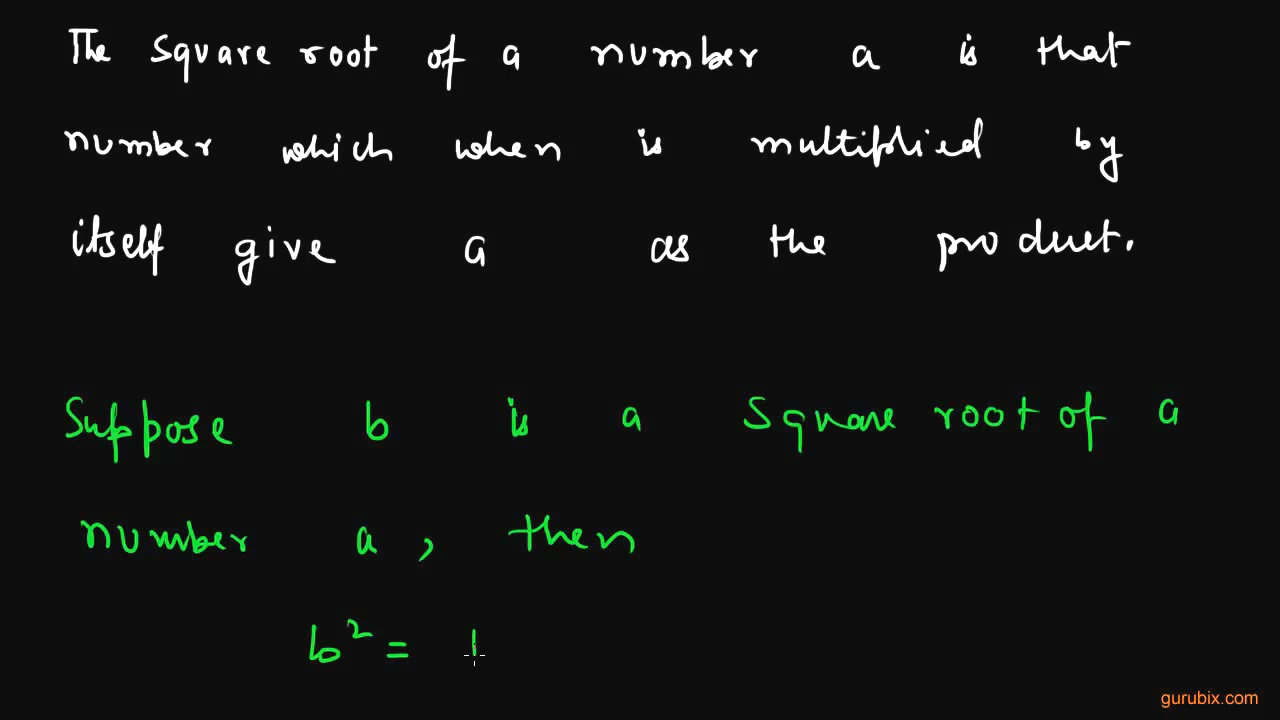 The square root of a number a is that
number which when is multiplied by
itself give a as the product.
Suppose b is a square root of a
number a, then
b² =
gurubix.com